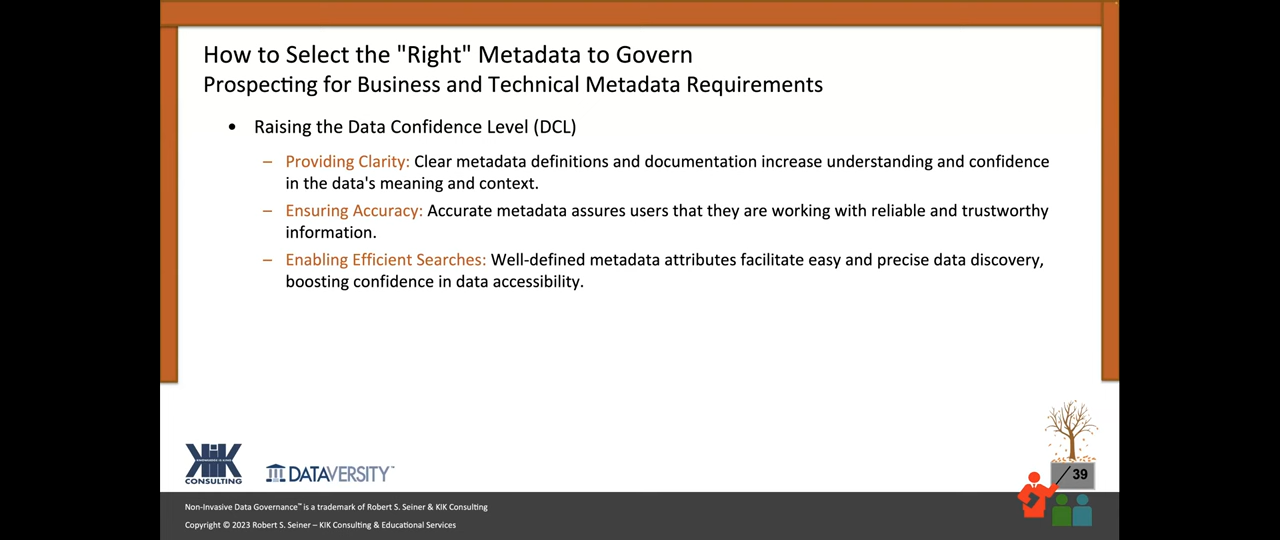 How to Select the "Right" Metadata to Govern
Prospecting for Business and Technical Metadata Requirements
• Raising the Data Confidence Level (DCL)
– Providing Clarity: Clear metadata definitions and documentation increase understanding and confidence
in the data's meaning and context.
– Ensuring Accuracy: Accurate metadata assures users that they are working with reliable and trustworthy
information.
– Enabling Efficient Searches: Well-defined metadata attributes facilitate easy and precise data discovery,
boosting confidence in data accessibility.
KIK
CONSULTING
DATAVERSITY™
39
Non-Invasive Data Governance™ is a trademark of Robert S. Seiner & KIK Consulting
Copyright © 2023 Robert S. Seiner – KIK Consulting & Educational Services